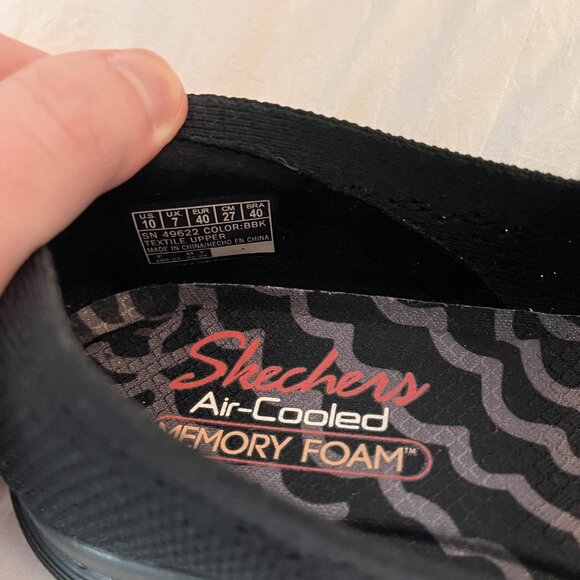 U.S. U.K. EUR CM BRA
10 7 40 27 40
SN 49622 COLOR:BBK
TEXTILE UPPER
MADE IN CHINA/HECHO EN CHINA
Skechers
Air-Cooled
MEMORY FOAM™